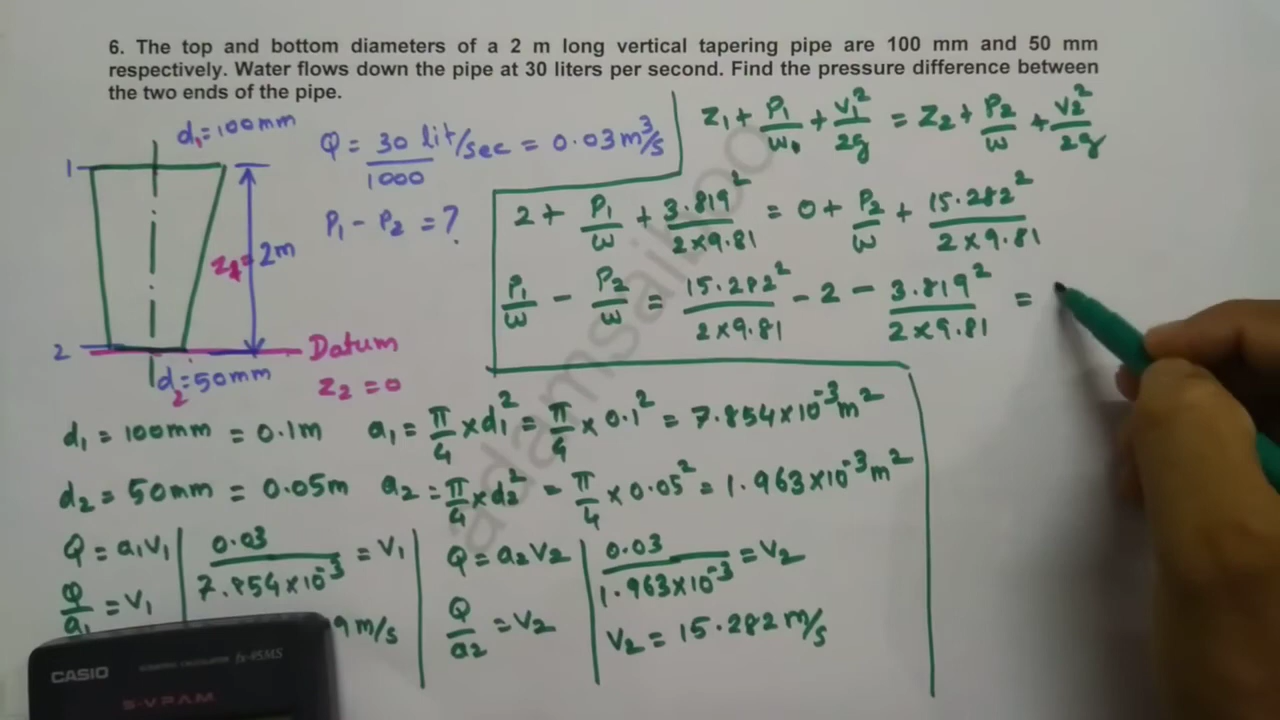 6. The top and bottom diameters of a 2 m long vertical tapering pipe are 100 mm and 50 mm
respectively. Water flows down the pipe at 30 liters per second. Find the pressure difference between
the two ends of the pipe.
d₁=100mm
1
Z₁=2m
2
Datum
d₂=50mm
Z₂=0
Q = 30/1000 lit/sec = 0.03m³/s
P₁ - P₂ = ?
Z₁ + P₁/w + V₁²/2g = Z₂ + P₂/w + V₂²/2g
2 + P₁/w + 3.819²/2×9.81 = 0 + P₂/w + 15.282²/2×9.81
P₁/w - P₂/w = 15.282²/2×9.81 - 2 - 3.819²/2×9.81 =
d₁ = 100mm = 0.1m a₁ = π/4 × d₁² = π/4 × 0.1² = 7.854×10⁻³m²
d₂ = 50mm = 0.05m a₂ = π/4 × d₂² = π/4 × 0.05² = 1.963×10⁻³m²
Q = a₁V₁
Q/a₁ = V₁
0.03/7.854×10⁻³ = V₁
9 m/s
Q = a₂V₂
Q/a₂ = V₂
0.03/1.963×10⁻³ = V₂
V₂ = 15.282 m/s
adamsaiboo
CASIO
fx-95MS
S-V.P.A.M.